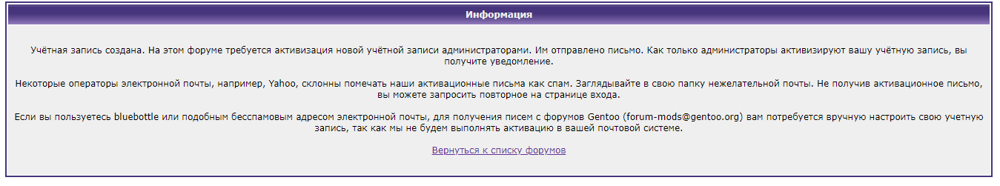 Информация
Учётная запись создана. На этом форуме требуется активизация новой учётной записи администраторами. Им отправлено письмо. Как только администраторы активизируют вашу учётную запись, вы
получите уведомление.
Некоторые операторы электронной почты, например, Yahoo, склонны помечать наши активационные письма как спам. Заглядывайте в свою папку нежелательной почты. Не получив активационное письмо,
вы можете запросить повторное на странице входа.
Если вы пользуетесь bluebottle или подобным бесспамовым адресом электронной почты, для получения писем с форумов Gentoo (forum-mods@gentoo.org) вам потребуется вручную настроить свою учетную
запись, так как мы не будем выполнять активацию в вашей почтовой системе.
Вернуться к списку форумов